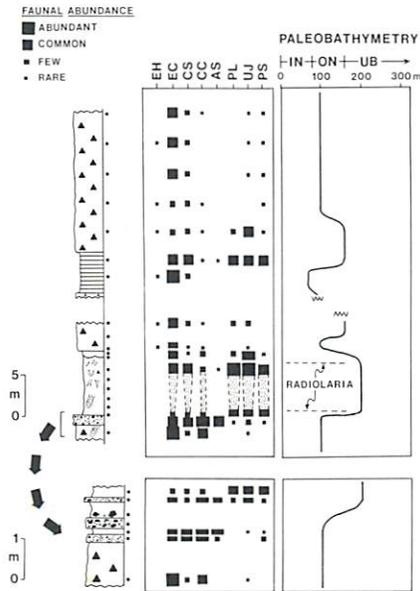 FAUNAL ABUNDANCE
ABUNDANT
COMMON
FEW
RARE
EH EC CS CC AS PL UJ PS
PALEOBATHYMETRY
IN ON UB
0 100 200 300 m
RADIOLARIA
5
m
0
1
m
0